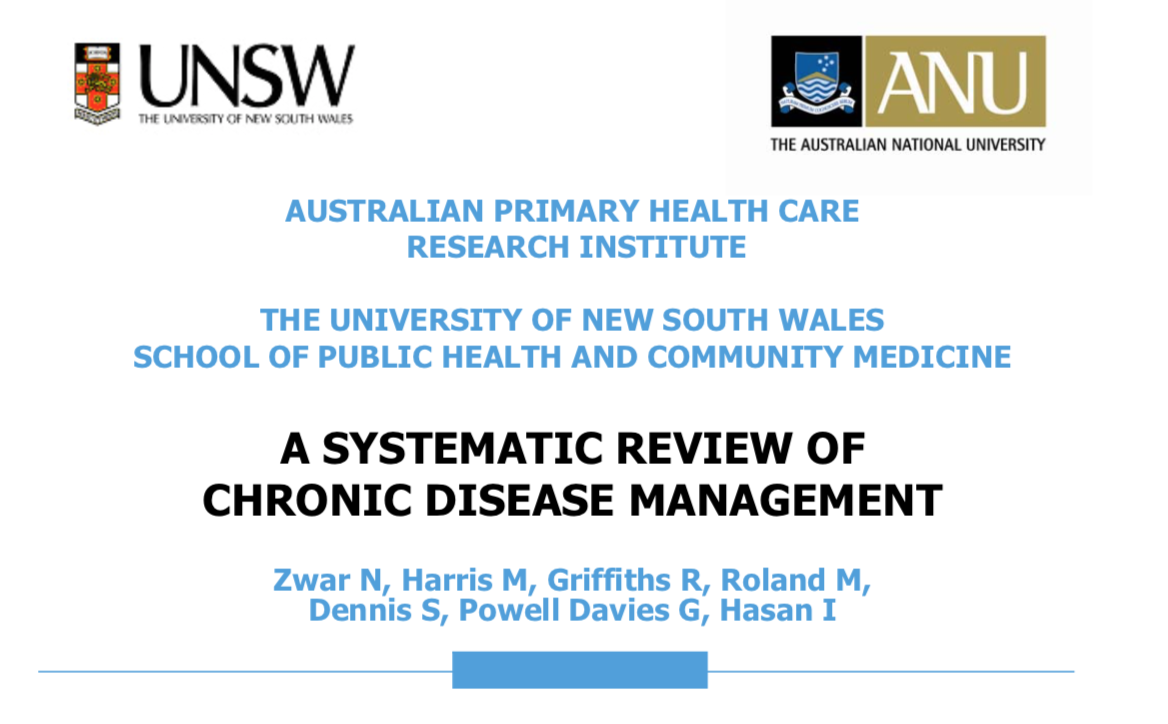 UNSW
THE UNIVERSITY OF NEW SOUTH WALES
ANU
THE AUSTRALIAN NATIONAL UNIVERSITY
AUSTRALIAN PRIMARY HEALTH CARE
RESEARCH INSTITUTE
THE UNIVERSITY OF NEW SOUTH WALES
SCHOOL OF PUBLIC HEALTH AND COMMUNITY MEDICINE
A SYSTEMATIC REVIEW OF
CHRONIC DISEASE MANAGEMENT
Zwar N, Harris M, Griffiths R, Roland M,
Dennis S, Powell Davies G, Hasan I